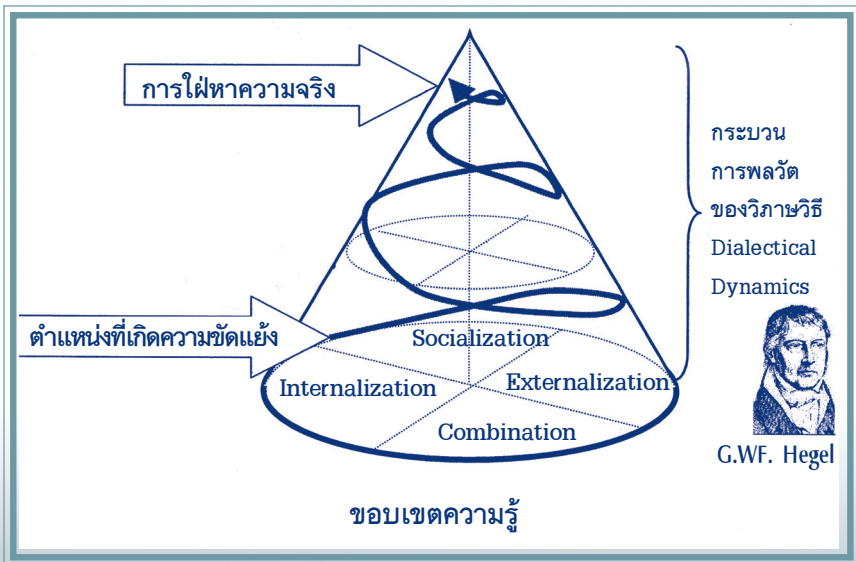 การใฝ่หาความจริง
กระบวน
การพลวัต
ของวิภาษวิธี
Dialectical
Dynamics
ตำแหน่งที่เกิดความขัดแย้ง
Socialization
Internalization
Externalization
Combination
G.WF. Hegel
ขอบเขตความรู้